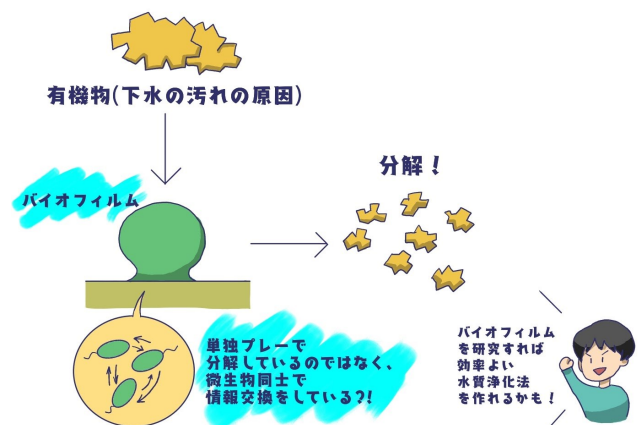 有機物(下水の汚れの原因)
バイオフィルム
分解！
単独プレーで
分解しているのではなく、
微生物同士で
情報交換をしている?!
バイオフィルム
を研究すれば
効率よい
水質浄化法
を作れるかも！